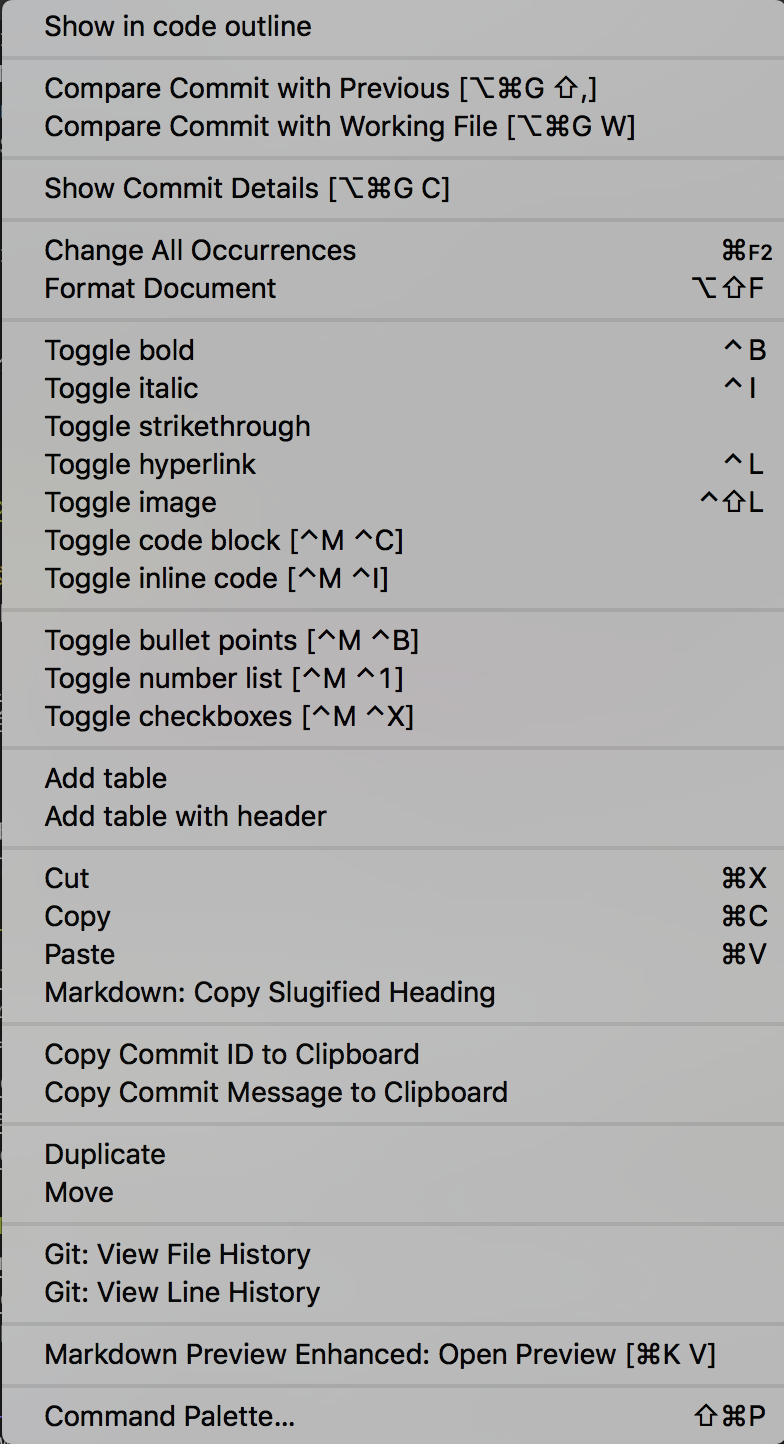 Show in code outline
Compare Commit with Previous [⌥⌘G ⇧,]
Compare Commit with Working File [⌥⌘G W]
Show Commit Details [⌥⌘G C]
Change All Occurrences ⌘F2
Format Document ⌥⇧F
Toggle bold ^B
Toggle italic ^I
Toggle strikethrough
Toggle hyperlink ^L
Toggle image ^⇧L
Toggle code block [^M ^C]
Toggle inline code [^M ^I]
Toggle bullet points [^M ^B]
Toggle number list [^M ^1]
Toggle checkboxes [^M ^X]
Add table
Add table with header
Cut ⌘X
Copy ⌘C
Paste ⌘V
Markdown: Copy Slugified Heading
Copy Commit ID to Clipboard
Copy Commit Message to Clipboard
Duplicate
Move
Git: View File History
Git: View Line History
Markdown Preview Enhanced: Open Preview [⌘K V]
Command Palette... ⇧⌘P